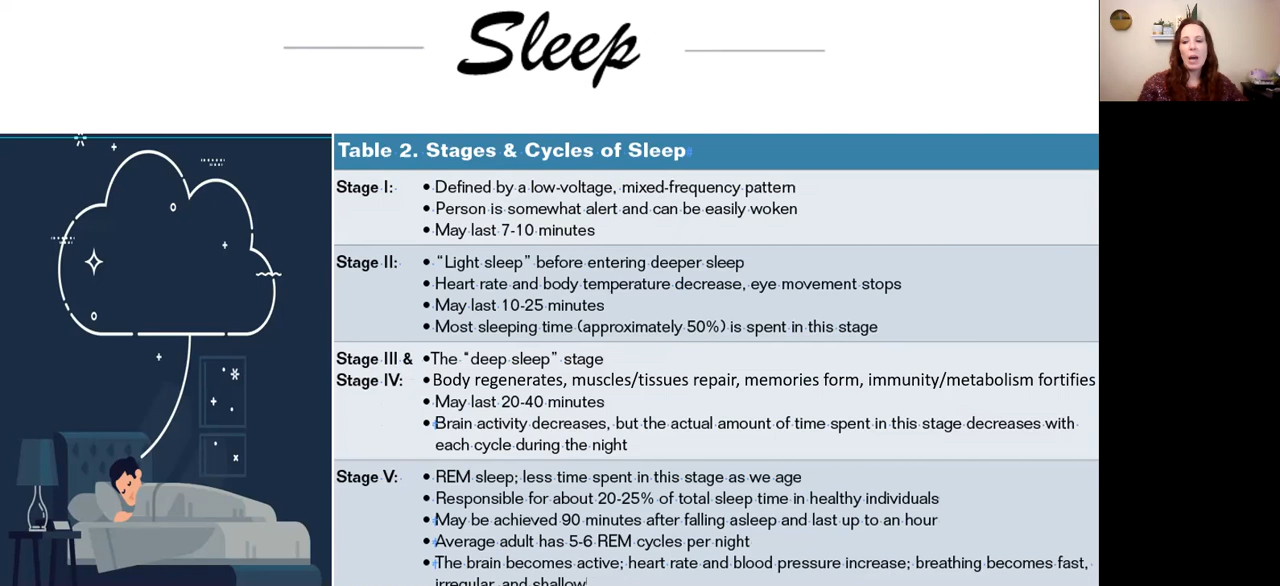 Sleep
Table 2. Stages & Cycles of Sleep
Stage I:
• Defined by a low-voltage, mixed-frequency pattern
• Person is somewhat alert and can be easily woken
• May last 7-10 minutes
Stage II:
• “Light sleep” before entering deeper sleep
• Heart rate and body temperature decrease, eye movement stops
• May last 10-25 minutes
• Most sleeping time (approximately 50%) is spent in this stage
Stage III &
Stage IV:
• The “deep sleep” stage
• Body regenerates, muscles/tissues repair, memories form, immunity/metabolism fortifies
• May last 20-40 minutes
• Brain activity decreases, but the actual amount of time spent in this stage decreases with
each cycle during the night
Stage V:
• REM sleep; less time spent in this stage as we age
• Responsible for about 20-25% of total sleep time in healthy individuals
• May be achieved 90 minutes after falling asleep and last up to an hour
• Average adult has 5-6 REM cycles per night
• The brain becomes active; heart rate and blood pressure increase; breathing becomes fast,
irregular, and shallow